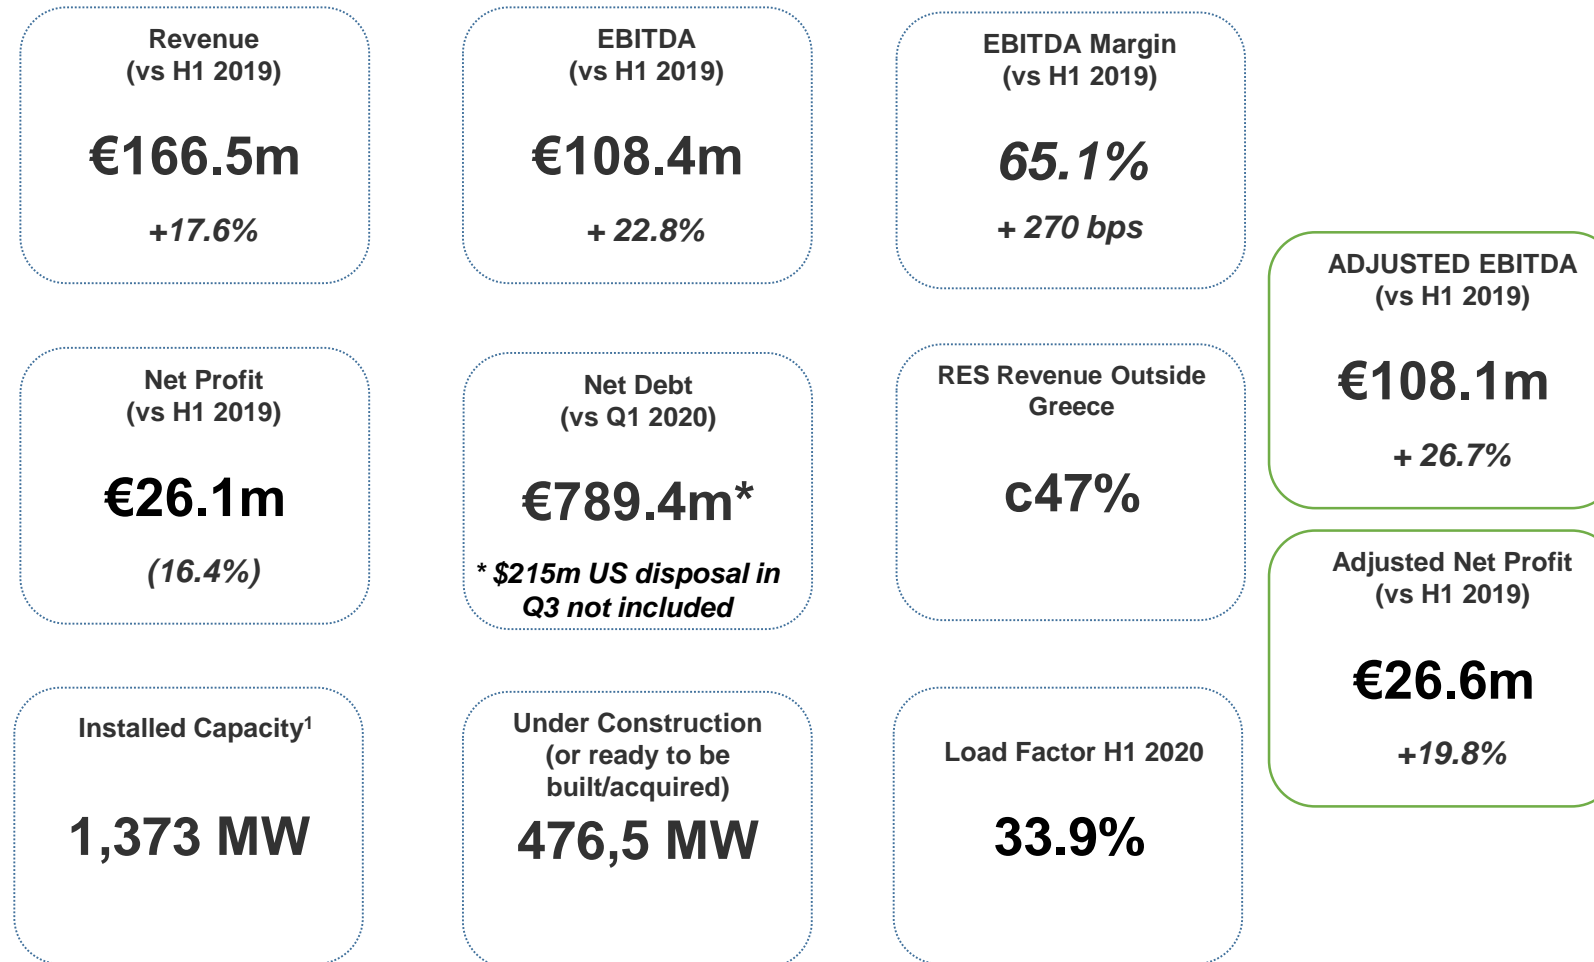 Revenue
(vs H1 2019)
€166.5m
+17.6%
EBITDA
(vs H1 2019)
€108.4m
+ 22.8%
EBITDA Margin
(vs H1 2019)
65.1%
+ 270 bps
ADJUSTED EBITDA
(vs H1 2019)
€108.1m
+ 26.7%
Net Profit
(vs H1 2019)
€26.1m
(16.4%)
Net Debt
(vs Q1 2020)
€789.4m*
* $215m US disposal in
Q3 not included
RES Revenue Outside
Greece
c47%
Adjusted Net Profit
(vs H1 2019)
€26.6m
+19.8%
Installed Capacity¹
1,373 MW
Under Construction
(or ready to be
built/acquired)
476,5 MW
Load Factor H1 2020
33.9%